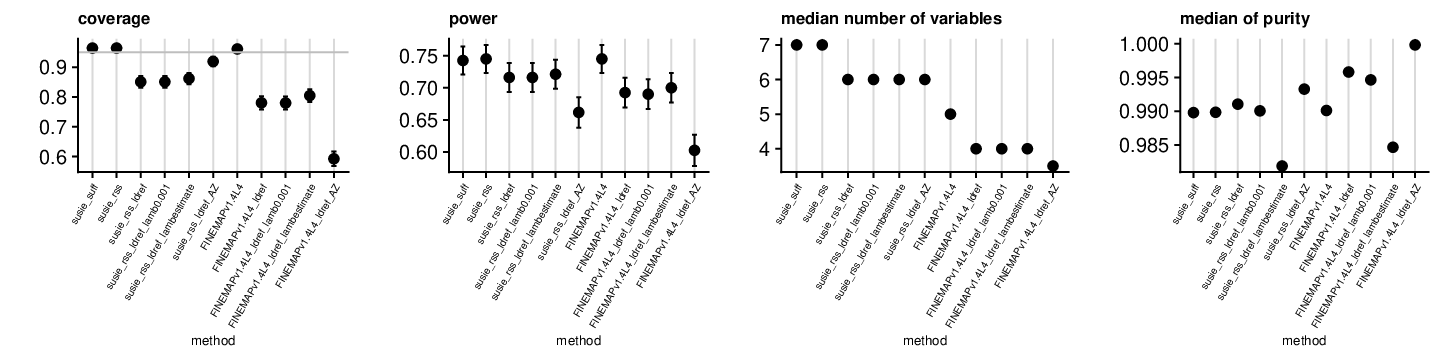 coverage
0.9
0.8
0.7
0.6
susie_suff
susie_rss
susie_rss_ldref
susie_rss_ldref_lamb0.001
susie_rss_ldref_lambestimate
susie_rss_ldref_AZ
FINEMAPv1.4L4
FINEMAPv1.4L4_ldref
FINEMAPv1.4L4_ldref_lamb0.001
FINEMAPv1.4L4_ldref_lambestimate
FINEMAPv1.4L4_ldref_AZ
method
power
0.75
0.70
0.65
0.60
susie_suff
susie_rss
susie_rss_ldref
susie_rss_ldref_lamb0.001
susie_rss_ldref_lambestimate
susie_rss_ldref_AZ
FINEMAPv1.4L4
FINEMAPv1.4L4_ldref
FINEMAPv1.4L4_ldref_lamb0.001
FINEMAPv1.4L4_ldref_lambestimate
FINEMAPv1.4L4_ldref_AZ
method
median number of variables
7
6
5
4
susie_suff
susie_rss
susie_rss_ldref
susie_rss_ldref_lamb0.001
susie_rss_ldref_lambestimate
susie_rss_ldref_AZ
FINEMAPv1.4L4
FINEMAPv1.4L4_ldref
FINEMAPv1.4L4_ldref_lamb0.001
FINEMAPv1.4L4_ldref_lambestimate
FINEMAPv1.4L4_ldref_AZ
method
median of purity
1.000
0.995
0.990
0.985
susie_suff
susie_rss
susie_rss_ldref
susie_rss_ldref_lamb0.001
susie_rss_ldref_lambestimate
susie_rss_ldref_AZ
FINEMAPv1.4L4
FINEMAPv1.4L4_ldref
FINEMAPv1.4L4_ldref_lamb0.001
FINEMAPv1.4L4_ldref_lambestimate
FINEMAPv1.4L4_ldref_AZ
method